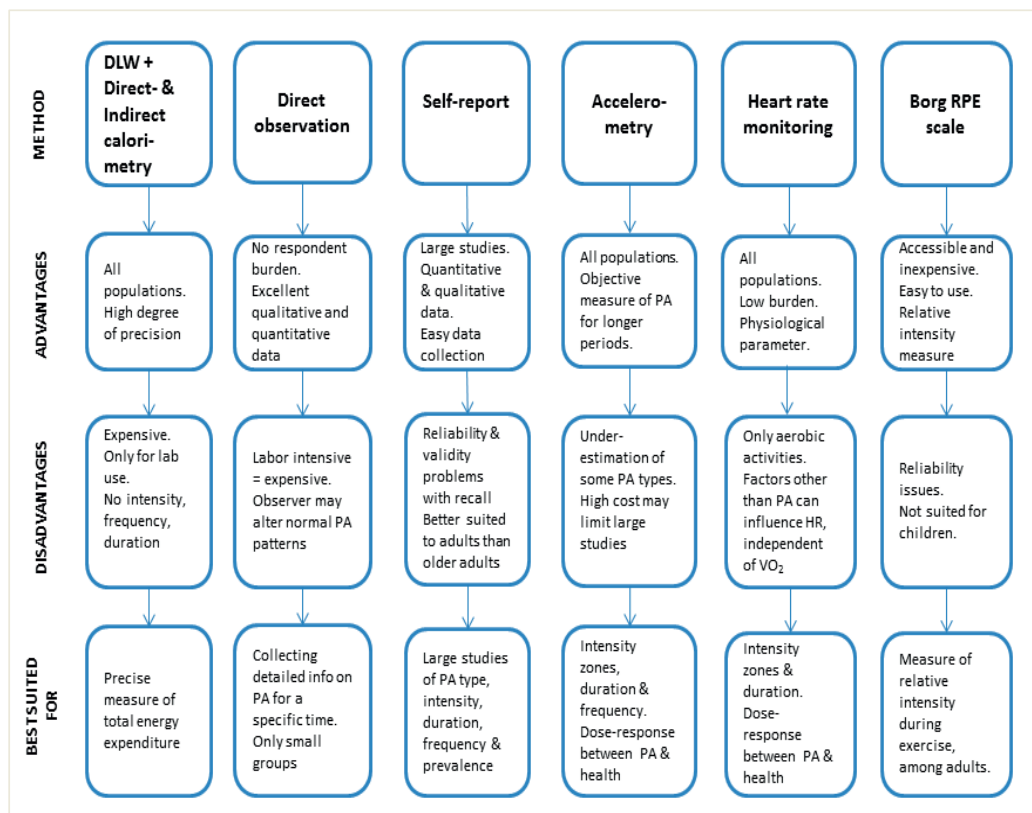 METHOD
DLW +
Direct- &
Indirect
calori-
metry
Direct
observation
Self-report
Accelero-
metry
Heart rate
monitoring
Borg RPE
scale
ADVANTAGES
All
populations.
High degree
of precision
No respondent
burden.
Excellent
qualitative and
quantitative
data
Large studies.
Quantitative
& qualitative
data.
Easy data
collection
All populations.
Objective
measure of PA
for longer
periods.
All
populations.
Low burden.
Physiological
parameter.
Accessible and
inexpensive.
Easy to use.
Relative
intensity
measure
DISADVANTAGES
Expensive.
Only for lab
use.
No intensity,
frequency,
duration
Labor intensive
= expensive.
Observer may
alter normal PA
patterns
Reliability &
validity
problems
with recall
Better suited
to adults than
older adults
Under-
estimation of
some PA types.
High cost may
limit large
studies
Only aerobic
activities.
Factors other
than PA can
influence HR,
independent
of VO₂
Reliability
issues.
Not suited for
children.
BEST SUITED
FOR
Precise
measure of
total energy
expenditure
Collecting
detailed info on
PA for a
specific time.
Only small
groups
Large studies
of PA type,
intensity,
duration,
frequency &
prevalence
Intensity
zones,
duration &
frequency.
Dose-response
between PA &
health
Intensity
zones &
duration.
Dose-
response
between PA &
health
Measure of
relative
intensity
during
exercise,
among adults.